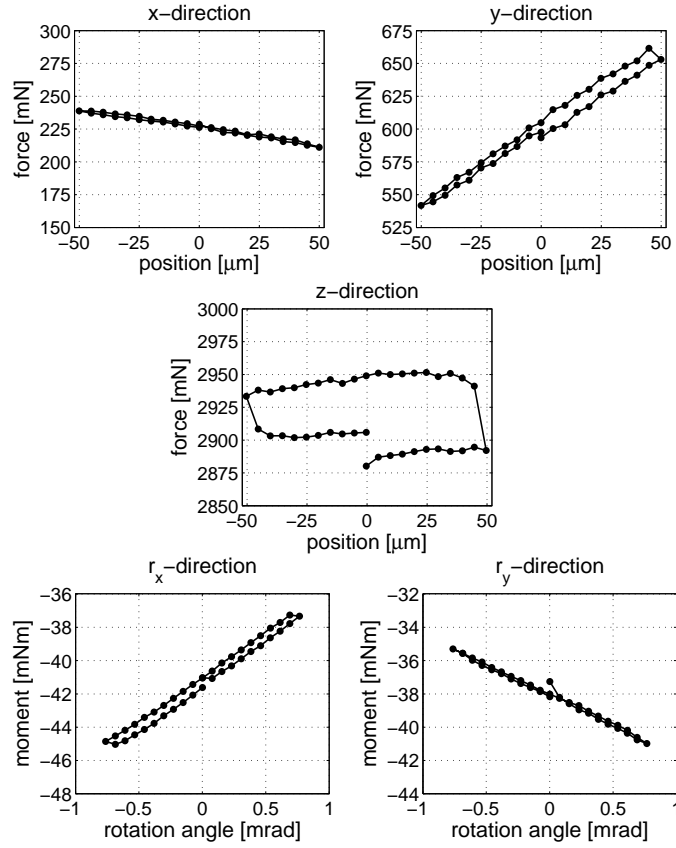 x−direction
y−direction
300
275
250
225
200
175
150
force [mN]
−50 −25 0 25 50
position [μm]
675
650
625
600
575
550
525
force [mN]
−50 −25 0 25 50
position [μm]
z−direction
3000
2975
2950
2925
2900
2875
2850
force [mN]
−50 −25 0 25 50
position [μm]
r_x−direction
r_y−direction
−36
−38
−40
−42
−44
−46
−48
moment [mNm]
−1 −0.5 0 0.5 1
rotation angle [mrad]
−32
−34
−36
−38
−40
−42
−44
moment [mNm]
−1 −0.5 0 0.5 1
rotation angle [mrad]